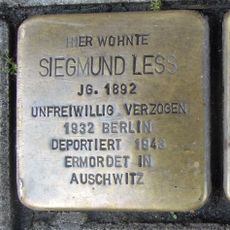 HIER WOHNTE
SIEGMUND LESS
JG. 1892
UNFREIWILLIG VERZOGEN
1932 BERLIN
DEPORTIERT 1943
ERMORDET IN
AUSCHWITZ